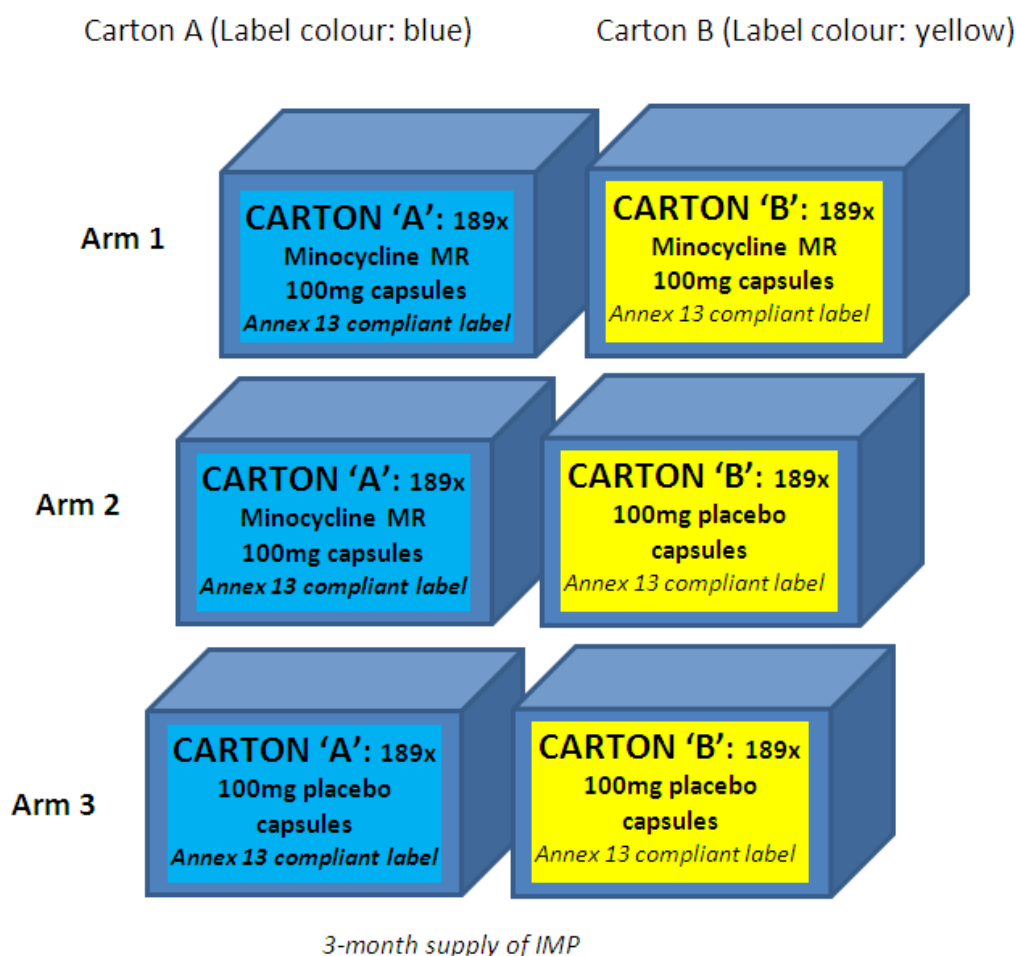 Carton A (Label colour: blue)
Carton B (Label colour: yellow)
Arm 1
CARTON ‘A’: 189x
Minocycline MR
100mg capsules
Annex 13 compliant label
CARTON ‘B’: 189x
Minocycline MR
100mg capsules
Annex 13 compliant label
Arm 2
CARTON ‘A’: 189x
Minocycline MR
100mg capsules
Annex 13 compliant label
CARTON ‘B’: 189x
100mg placebo
capsules
Annex 13 compliant label
Arm 3
CARTON ‘A’: 189x
100mg placebo
capsules
Annex 13 compliant label
CARTON ‘B’: 189x
100mg placebo
capsules
Annex 13 compliant label
3-month supply of IMP